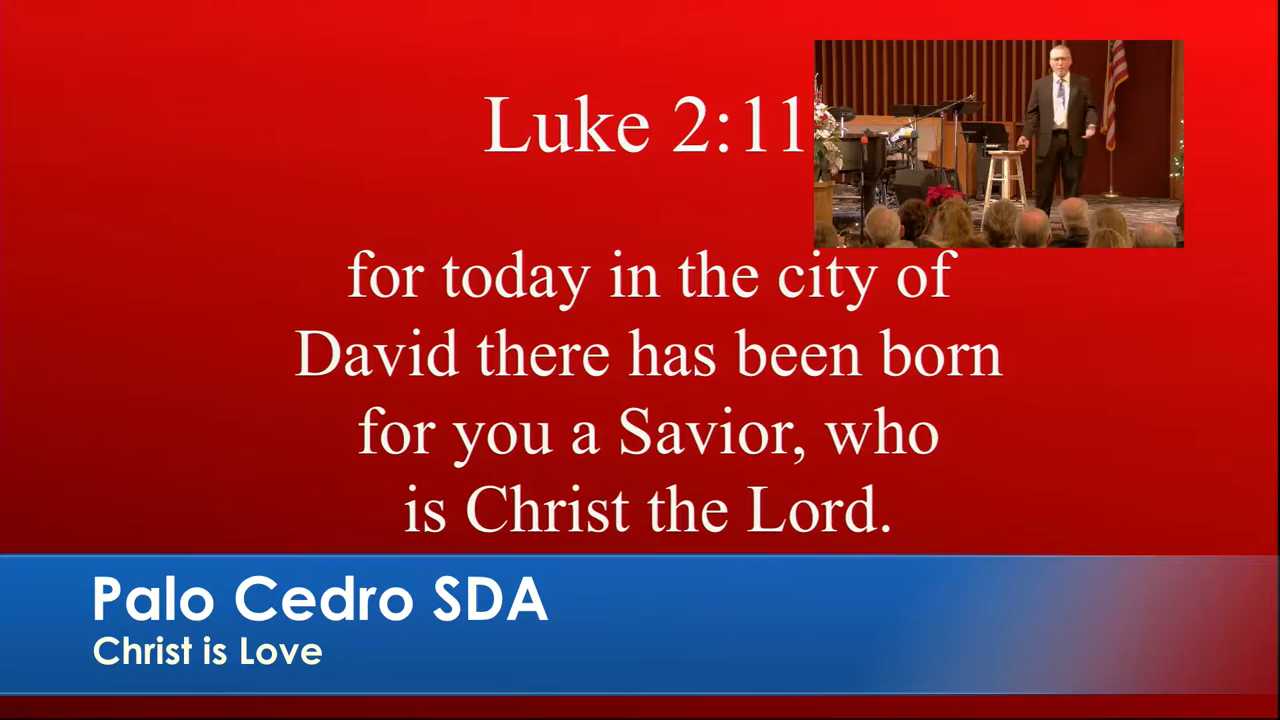 Luke 2:11
for today in the city of
David there has been born
for you a Savior, who
is Christ the Lord.
Palo Cedro SDA
Christ is Love